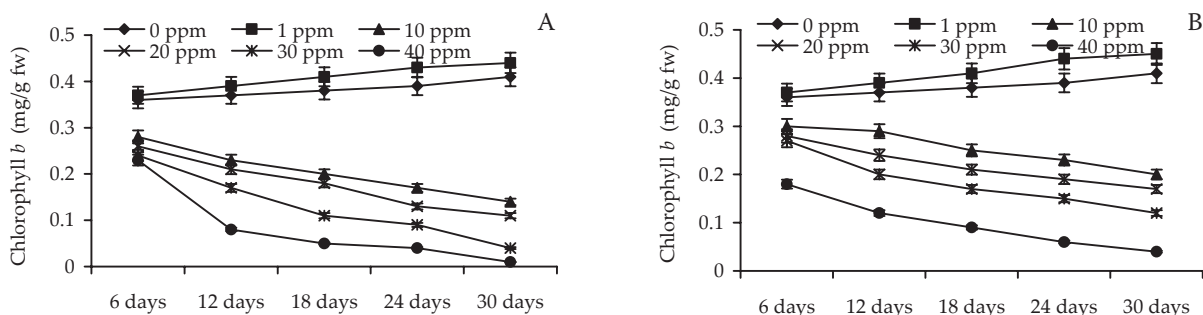 0 ppm 1 ppm 10 ppm A
20 ppm 30 ppm 40 ppm
Chlorophyll b (mg/g fw)
0.5
0.4
0.3
0.2
0.1
0
6 days 12 days 18 days 24 days 30 days
0 ppm 1 ppm 10 ppm B
20 ppm 30 ppm 40 ppm
Chlorophyll b (mg/g fw)
0.5
0.4
0.3
0.2
0.1
0.0
6 days 12 days 18 days 24 days 30 days